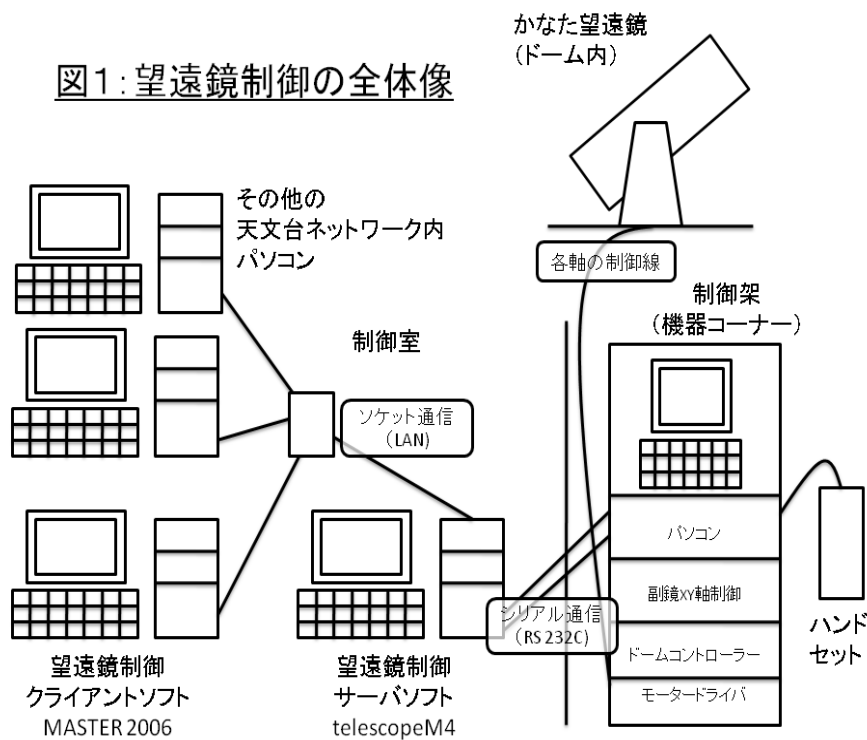 図1:望遠鏡制御の全体像
かなた望遠鏡
(ドーム内)
その他の
天文台ネットワーク内
パソコン
各軸の制御線
制御架
(機器コーナー)
制御室
ソケット通信
(LAN)
パソコン
副鏡XY軸制御
シリアル通信
(RS 232C)
ドームコントローラー
モータードライバ
ハンド
セット
望遠鏡制御
クライアントソフト
MASTER 2006
望遠鏡制御
サーバソフト
telescopeM4